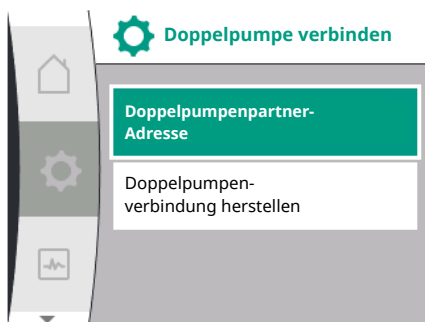 Doppelpumpe verbinden
Doppelpumpenpartner-
Adresse
Doppelpumpen-
verbindung herstellen